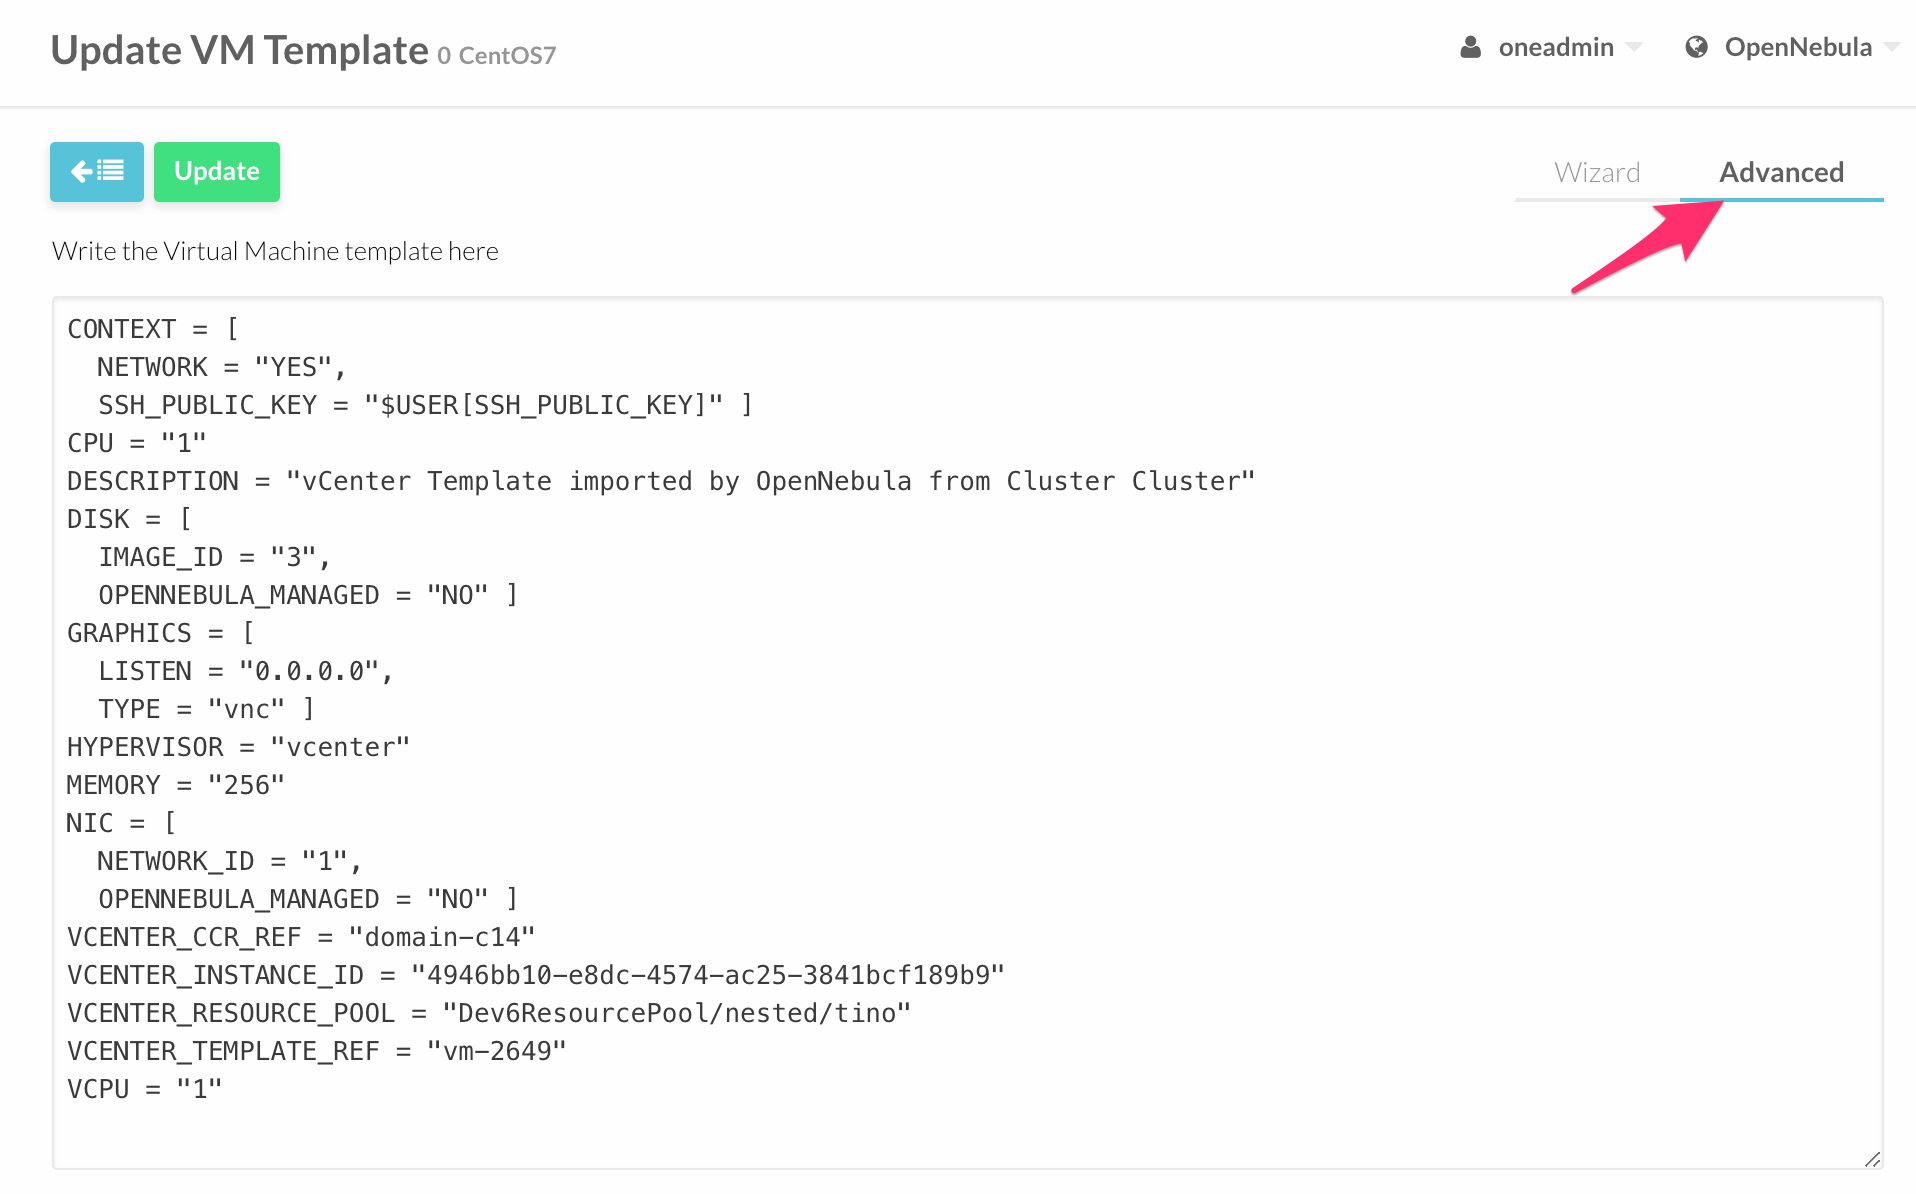 Update VM Template 0 CentOS7
oneadmin
OpenNebula
Update
Wizard
Advanced
Write the Virtual Machine template here
CONTEXT = [
  NETWORK = "YES",
  SSH_PUBLIC_KEY = "$USER[SSH_PUBLIC_KEY]" ]
CPU = "1"
DESCRIPTION = "vCenter Template imported by OpenNebula from Cluster Cluster"
DISK = [
  IMAGE_ID = "3",
  OPENNEBULA_MANAGED = "NO" ]
GRAPHICS = [
  LISTEN = "0.0.0.0",
  TYPE = "vnc" ]
HYPERVISOR = "vcenter"
MEMORY = "256"
NIC = [
  NETWORK_ID = "1",
  OPENNEBULA_MANAGED = "NO" ]
VCENTER_CCR_REF = "domain-c14"
VCENTER_INSTANCE_ID = "4946bb10-e8dc-4574-ac25-3841bcf189b9"
VCENTER_RESOURCE_POOL = "Dev6ResourcePool/nested/tino"
VCENTER_TEMPLATE_REF = "vm-2649"
VCPU = "1"